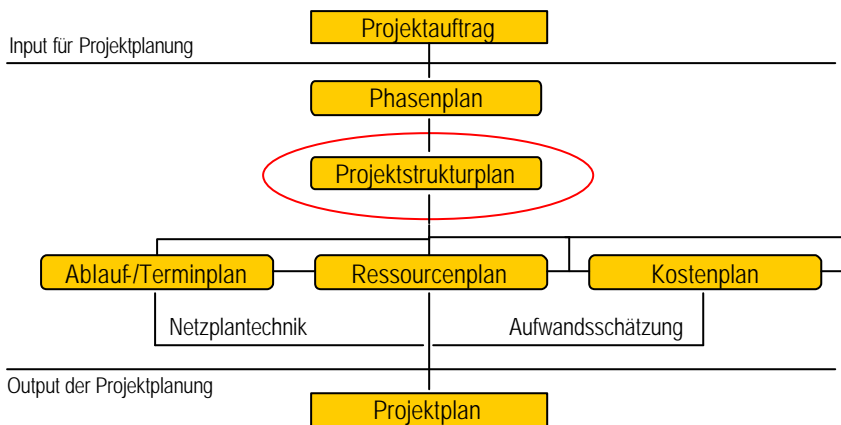 Projektauftrag
Input für Projektplanung
Phasenplan
Projektstrukturplan
Ablauf-/Terminplan
Ressourcenplan
Kostenplan
Netzplantechnik
Aufwandsschätzung
Output der Projektplanung
Projektplan